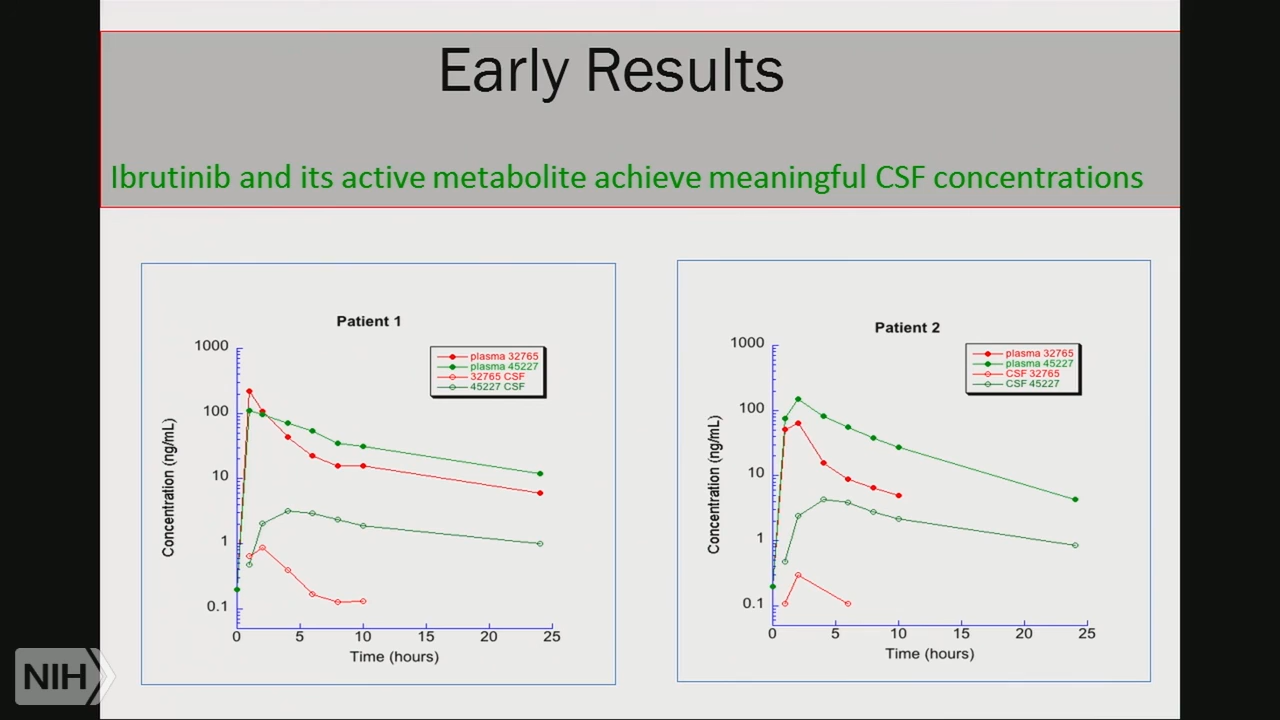 Early Results
Ibrutinib and its active metabolite achieve meaningful CSF concentrations
Patient 1
plasma 32765
plasma 45227
32765 CSF
45227 CSF
1000
100
10
1
0.1
Concentration (ng/mL)
0 5 10 15 20 25
Time (hours)
Patient 2
plasma 32765
plasma 45227
CSF 32765
CSF 45227
1000
100
10
1
0.1
Concentration (ng/mL)
0 5 10 15 20 25
Time (hours)
NIH